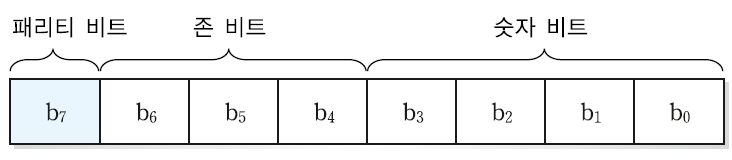 패리티 비트 존 비트 숫자 비트
b₇ b₆ b₅ b₄ b₃ b₂ b₁ b₀